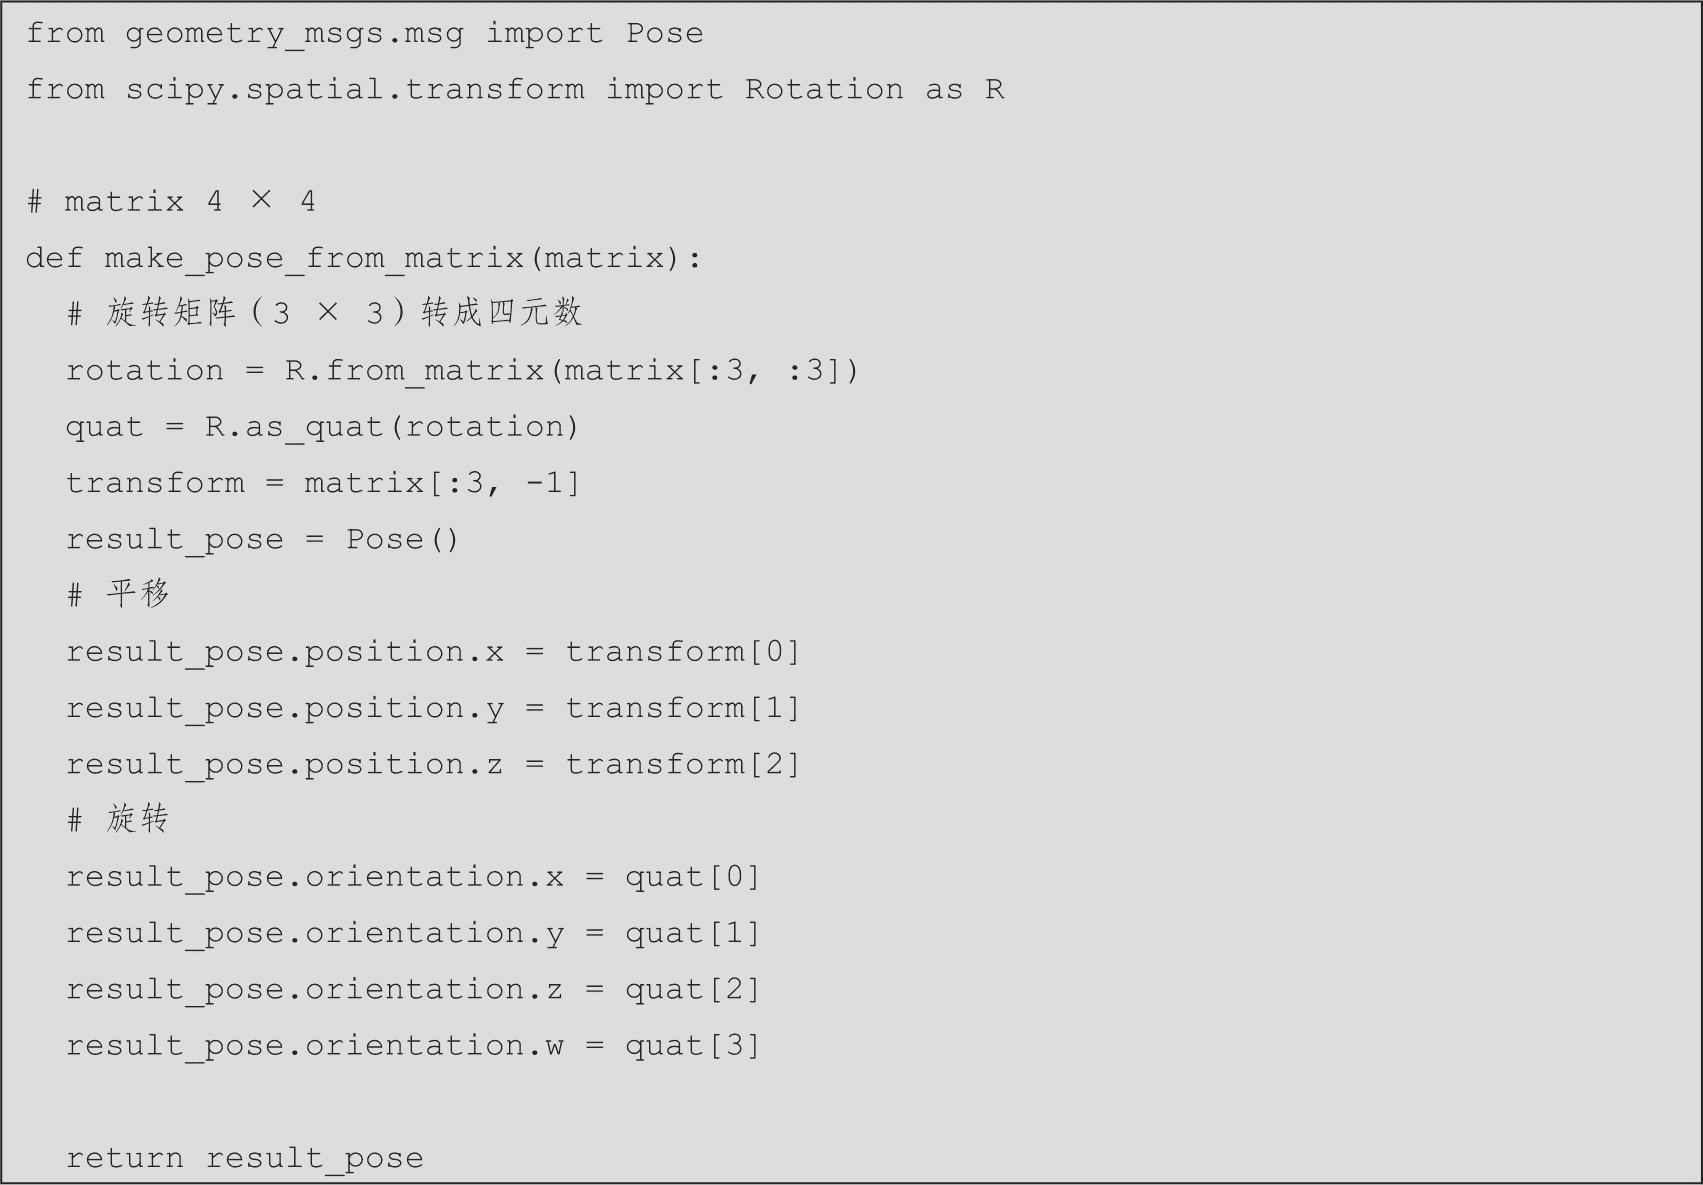 from geometry_msgs.msg import Pose
from scipy.spatial.transform import Rotation as R
# matrix 4 × 4
def make_pose_from_matrix(matrix):
  # 旋转矩阵（3 × 3）转成四元数
  rotation = R.from_matrix(matrix[:3, :3])
  quat = R.as_quat(rotation)
  transform = matrix[:3, -1]
  result_pose = Pose()
  # 平移
  result_pose.position.x = transform[0]
  result_pose.position.y = transform[1]
  result_pose.position.z = transform[2]
  # 旋转
  result_pose.orientation.x = quat[0]
  result_pose.orientation.y = quat[1]
  result_pose.orientation.z = quat[2]
  result_pose.orientation.w = quat[3]
  return result_pose